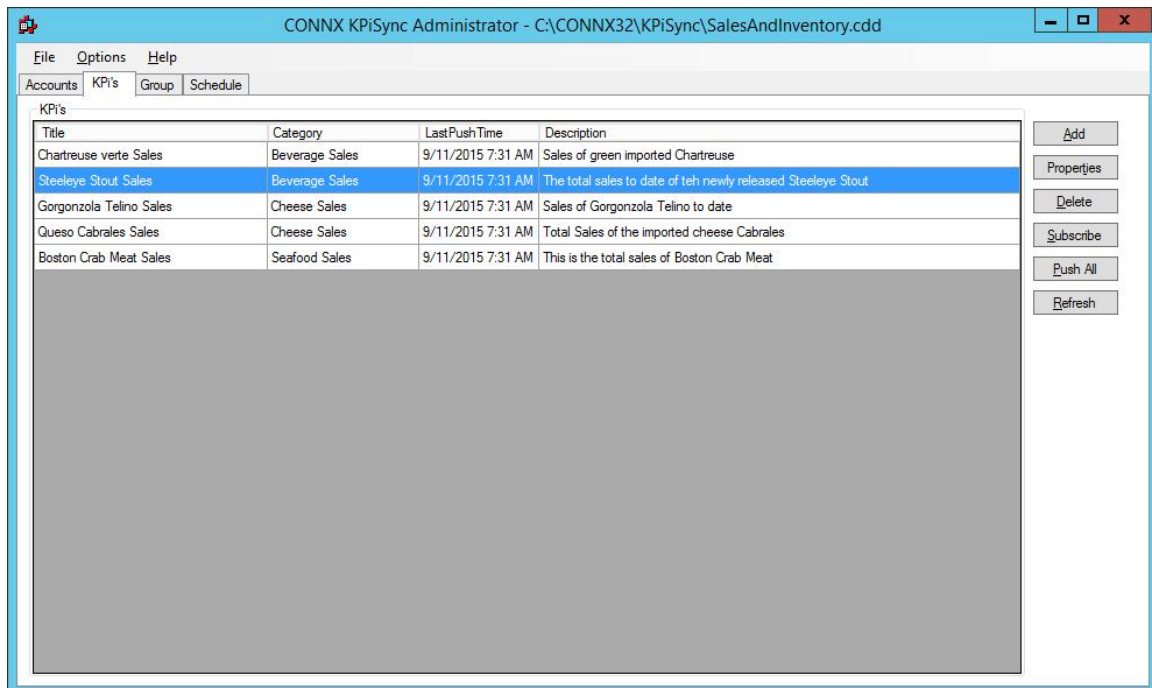 CONNX KPiSync Administrator - C:\CONNX32\KPiSync\SalesAndInventory.cdd
File Options Help
Accounts KPi's Group Schedule
KPi's
Title Category LastPushTime Description
Chartreuse verte Sales Beverage Sales 9/11/2015 7:31 AM Sales of green imported Chartreuse
Steeleye Stout Sales Beverage Sales 9/11/2015 7:31 AM The total sales to date of teh newly released Steeleye Stout
Gorgonzola Telino Sales Cheese Sales 9/11/2015 7:31 AM Sales of Gorgonzola Telino to date
Queso Cabrales Sales Cheese Sales 9/11/2015 7:31 AM Total Sales of the imported cheese Cabrales
Boston Crab Meat Sales Seafood Sales 9/11/2015 7:31 AM This is the total sales of Boston Crab Meat
Add
Properties
Delete
Subscribe
Push All
Refresh